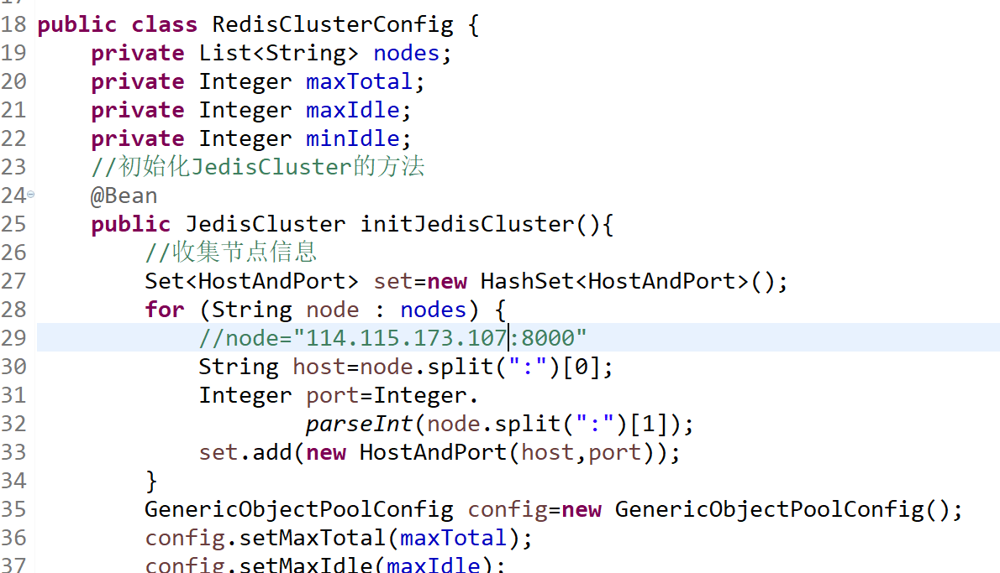 18 public class RedisClusterConfig {
19 private List<String> nodes;
20 private Integer maxTotal;
21 private Integer maxIdle;
22 private Integer minIdle;
23 //初始化JedisCluster的方法
24 @Bean
25 public JedisCluster initJedisCluster(){
26 //收集节点信息
27 Set<HostAndPort> set=new HashSet<HostAndPort>();
28 for (String node : nodes) {
29 //node="114.115.173.107:8000"
30 String host=node.split(":")[0];
31 Integer port=Integer.
32 parseInt(node.split(":")[1]);
33 set.add(new HostAndPort(host,port));
34 }
35 GenericObjectPoolConfig config=new GenericObjectPoolConfig();
36 config.setMaxTotal(maxTotal);
37 config.setMaxIdle(maxIdle);